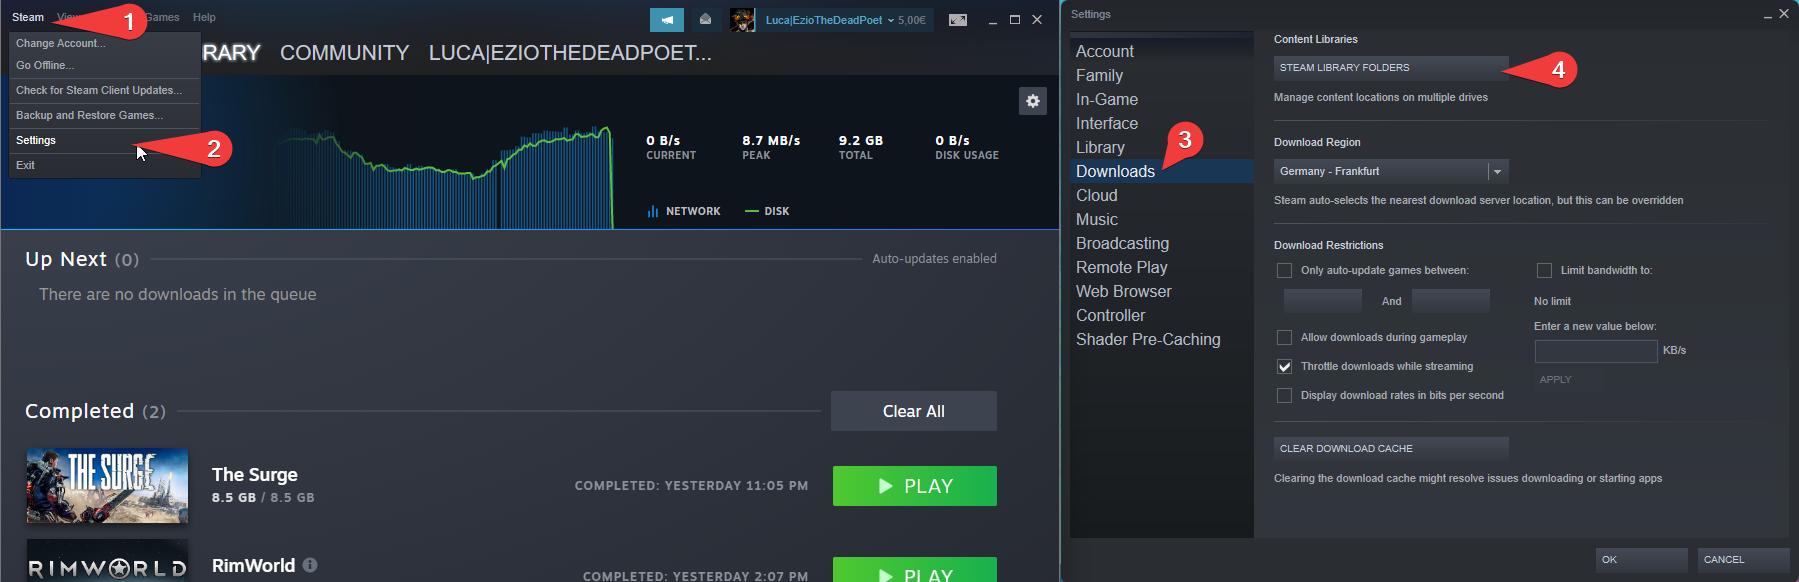 Steam Games Help
1
Luca|EzioTheDeadPoet 5,00€
Change Account...
Go Offline...
Check for Steam Client Updates...
Backup and Restore Games...
Settings
2
Exit
RARY COMMUNITY LUCA|EZIOTHEDEADPOET...
0 B/s 8.7 MB/s 9.2 GB 0 B/s
CURRENT PEAK TOTAL DISK USAGE
NETWORK DISK
Up Next (0) Auto-updates enabled
There are no downloads in the queue
Completed (2) Clear All
THE SURGE
The Surge
8.5 GB / 8.5 GB
COMPLETED: YESTERDAY 11:05 PM
PLAY
RIMWORLD
RimWorld
COMPLETED: YESTERDAY 2:07 PM
PLAY
Settings
Account
Family
In-Game
Interface
Library
Downloads
3
Cloud
Music
Broadcasting
Remote Play
Web Browser
Controller
Shader Pre-Caching
Content Libraries
STEAM LIBRARY FOLDERS
4
Manage content locations on multiple drives
Download Region
Germany - Frankfurt
Steam auto-selects the nearest download server location, but this can be overridden
Download Restrictions
Only auto-update games between:
And
Allow downloads during gameplay
Throttle downloads while streaming
Display download rates in bits per second
Limit bandwidth to:
No limit
Enter a new value below:
KB/s
APPLY
CLEAR DOWNLOAD CACHE
Clearing the download cache might resolve issues downloading or starting apps
OK CANCEL